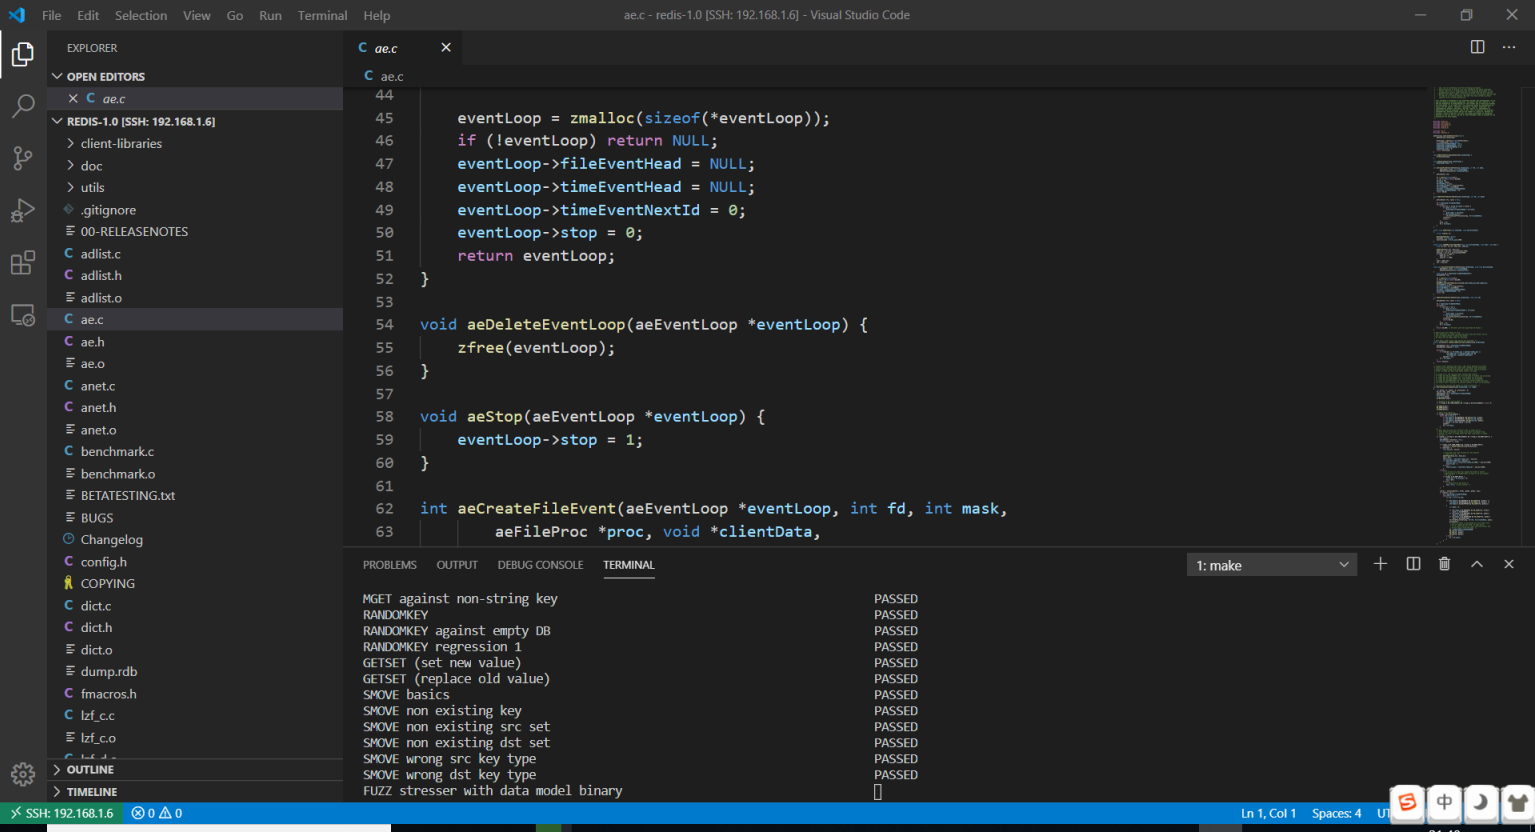 File Edit Selection View Go Run Terminal Help
ae.c - redis-1.0 [SSH: 192.168.1.6] - Visual Studio Code
EXPLORER
OPEN EDITORS
C ae.c
REDIS-1.0 [SSH: 192.168.1.6]
client-libraries
doc
utils
.gitignore
00-RELEASENOTES
C adlist.c
C adlist.h
adlist.o
C ae.c
C ae.h
ae.o
C anet.c
C anet.h
anet.o
C benchmark.c
benchmark.o
BETATESTING.txt
BUGS
Changelog
C config.h
COPYING
C dict.c
C dict.h
dict.o
dump.rdb
C fmacros.h
C lzf_c.c
lzf_c.o
OUTLINE
TIMELINE
C ae.c
C ae.c
44
45 eventLoop = zmalloc(sizeof(*eventLoop));
46 if (!eventLoop) return NULL;
47 eventLoop->fileEventHead = NULL;
48 eventLoop->timeEventHead = NULL;
49 eventLoop->timeEventNextId = 0;
50 eventLoop->stop = 0;
51 return eventLoop;
52 }
53
54 void aeDeleteEventLoop(aeEventLoop *eventLoop) {
55 zfree(eventLoop);
56 }
57
58 void aeStop(aeEventLoop *eventLoop) {
59 eventLoop->stop = 1;
60 }
61
62 int aeCreateFileEvent(aeEventLoop *eventLoop, int fd, int mask,
63 aeFileProc *proc, void *clientData,
PROBLEMS OUTPUT DEBUG CONSOLE TERMINAL
1: make
MGET against non-string key PASSED
RANDOMKEY PASSED
RANDOMKEY against empty DB PASSED
RANDOMKEY regression 1 PASSED
GETSET (set new value) PASSED
GETSET (replace old value) PASSED
SMOVE basics PASSED
SMOVE non existing key PASSED
SMOVE non existing src set PASSED
SMOVE non existing dst set PASSED
SMOVE wrong src key type PASSED
SMOVE wrong dst key type PASSED
FUZZ stresser with data model binary
SSH: 192.168.1.6 0 0
Ln 1, Col 1 Spaces: 4
S 中